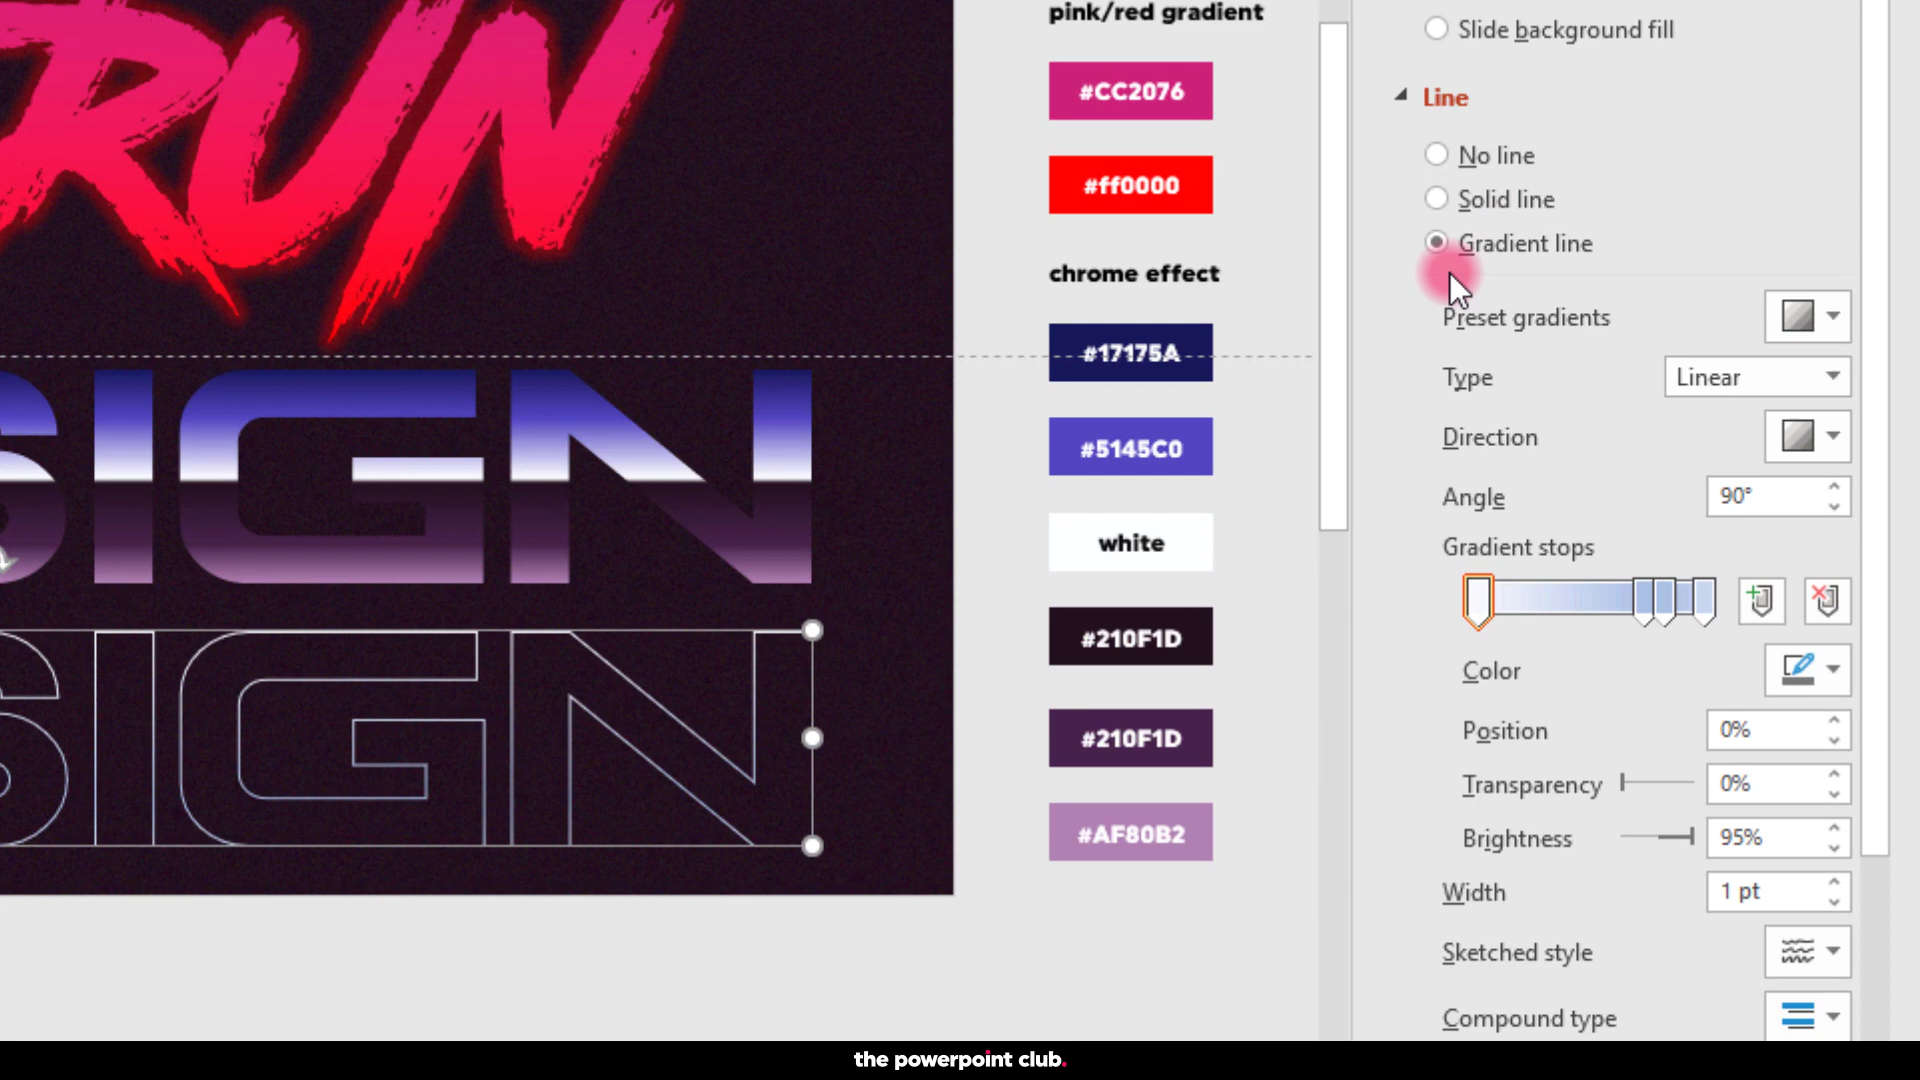 RUN
SIGN
SIGN
pink/red gradient
#CC2076
#ff0000
chrome effect
#17175A
#5145C0
white
#210F1D
#210F1D
#AF80B2
Slide background fill
Line
No line
Solid line
Gradient line
Preset gradients
Type Linear
Direction
Angle 90°
Gradient stops
Color
Position 0%
Transparency 0%
Brightness 95%
Width 1 pt
Sketched style
Compound type
the powerpoint club.